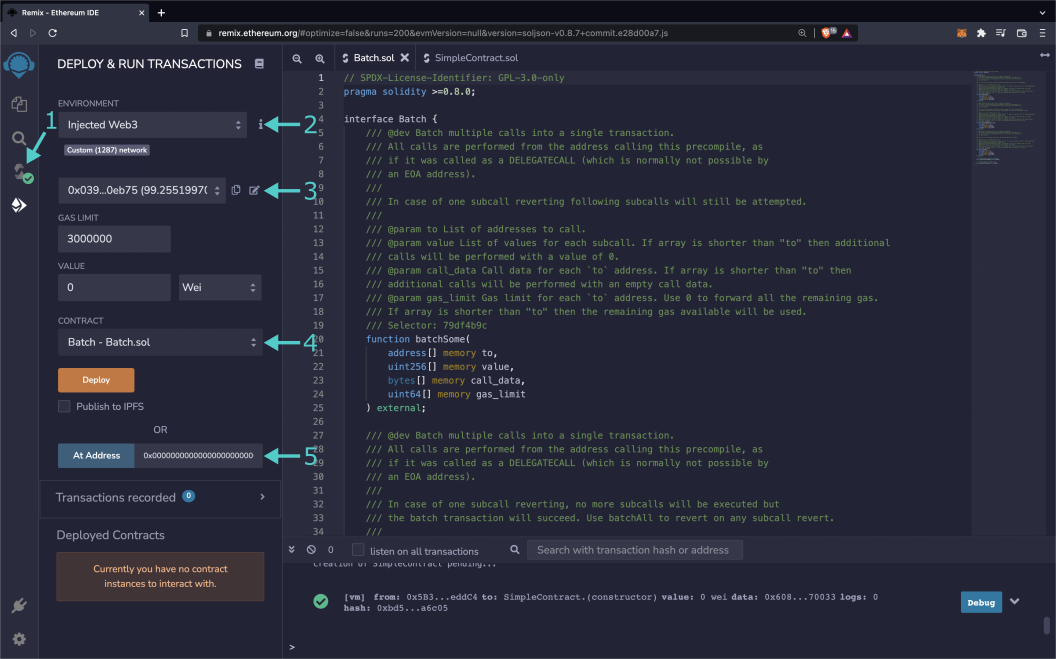 Remix - Ethereum IDE
remix.ethereum.org/#optimize=false&runs=200&evmVersion=null&version=soljson-v0.8.7+commit.e28d00a7.js
DEPLOY & RUN TRANSACTIONS
ENVIRONMENT
Injected Web3
Custom (1287) network
0x039...0eb75 (99.2551997(
GAS LIMIT
3000000
VALUE
0
Wei
CONTRACT
Batch - Batch.sol
Deploy
Publish to IPFS
OR
At Address
0x0000000000000000000000
Transactions recorded 0
Deployed Contracts
Currently you have no contract
instances to interact with.
1
2
3
4
5
Batch.sol
SimpleContract.sol
1 // SPDX-License-Identifier: GPL-3.0-only
2 pragma solidity >=0.8.0;
3
4 interface Batch {
5 /// @dev Batch multiple calls into a single transaction.
6 /// All calls are performed from the address calling this precompile, as
7 /// if it was called as a DELEGATECALL (which is normally not possible by
8 /// an EOA address).
9 ///
10 /// In case of one subcall reverting following subcalls will still be attempted.
11 ///
12 /// @param to List of addresses to call.
13 /// @param value List of values for each subcall. If array is shorter than "to" then additional
14 /// calls will be performed with a value of 0.
15 /// @param call_data Call data for each `to` address. If array is shorter than "to" then
16 /// additional calls will be performed with an empty call data.
17 /// @param gas_limit Gas limit for each `to` address. Use 0 to forward all the remaining gas.
18 /// If array is shorter than "to" then the remaining gas available will be used.
19 /// Selector: 79df4b9c
20 function batchSome(
21 address[] memory to,
22 uint256[] memory value,
23 bytes[] memory call_data,
24 uint64[] memory gas_limit
25 ) external;
26
27 /// @dev Batch multiple calls into a single transaction.
28 /// All calls are performed from the address calling this precompile, as
29 /// if it was called as a DELEGATECALL (which is normally not possible by
30 /// an EOA address).
31 ///
32 /// In case of one subcall reverting, no more subcalls will be executed but
33 /// the batch transaction will succeed. Use batchAll to revert on any subcall revert.
34 ///
0
listen on all transactions
Search with transaction hash or address
creation of SimpleContract pending...
[vm] from: 0x5B3...eddC4 to: SimpleContract.(constructor) value: 0 wei data: 0x608...70033 logs: 0
hash: 0xbd5...a6c05
Debug
>